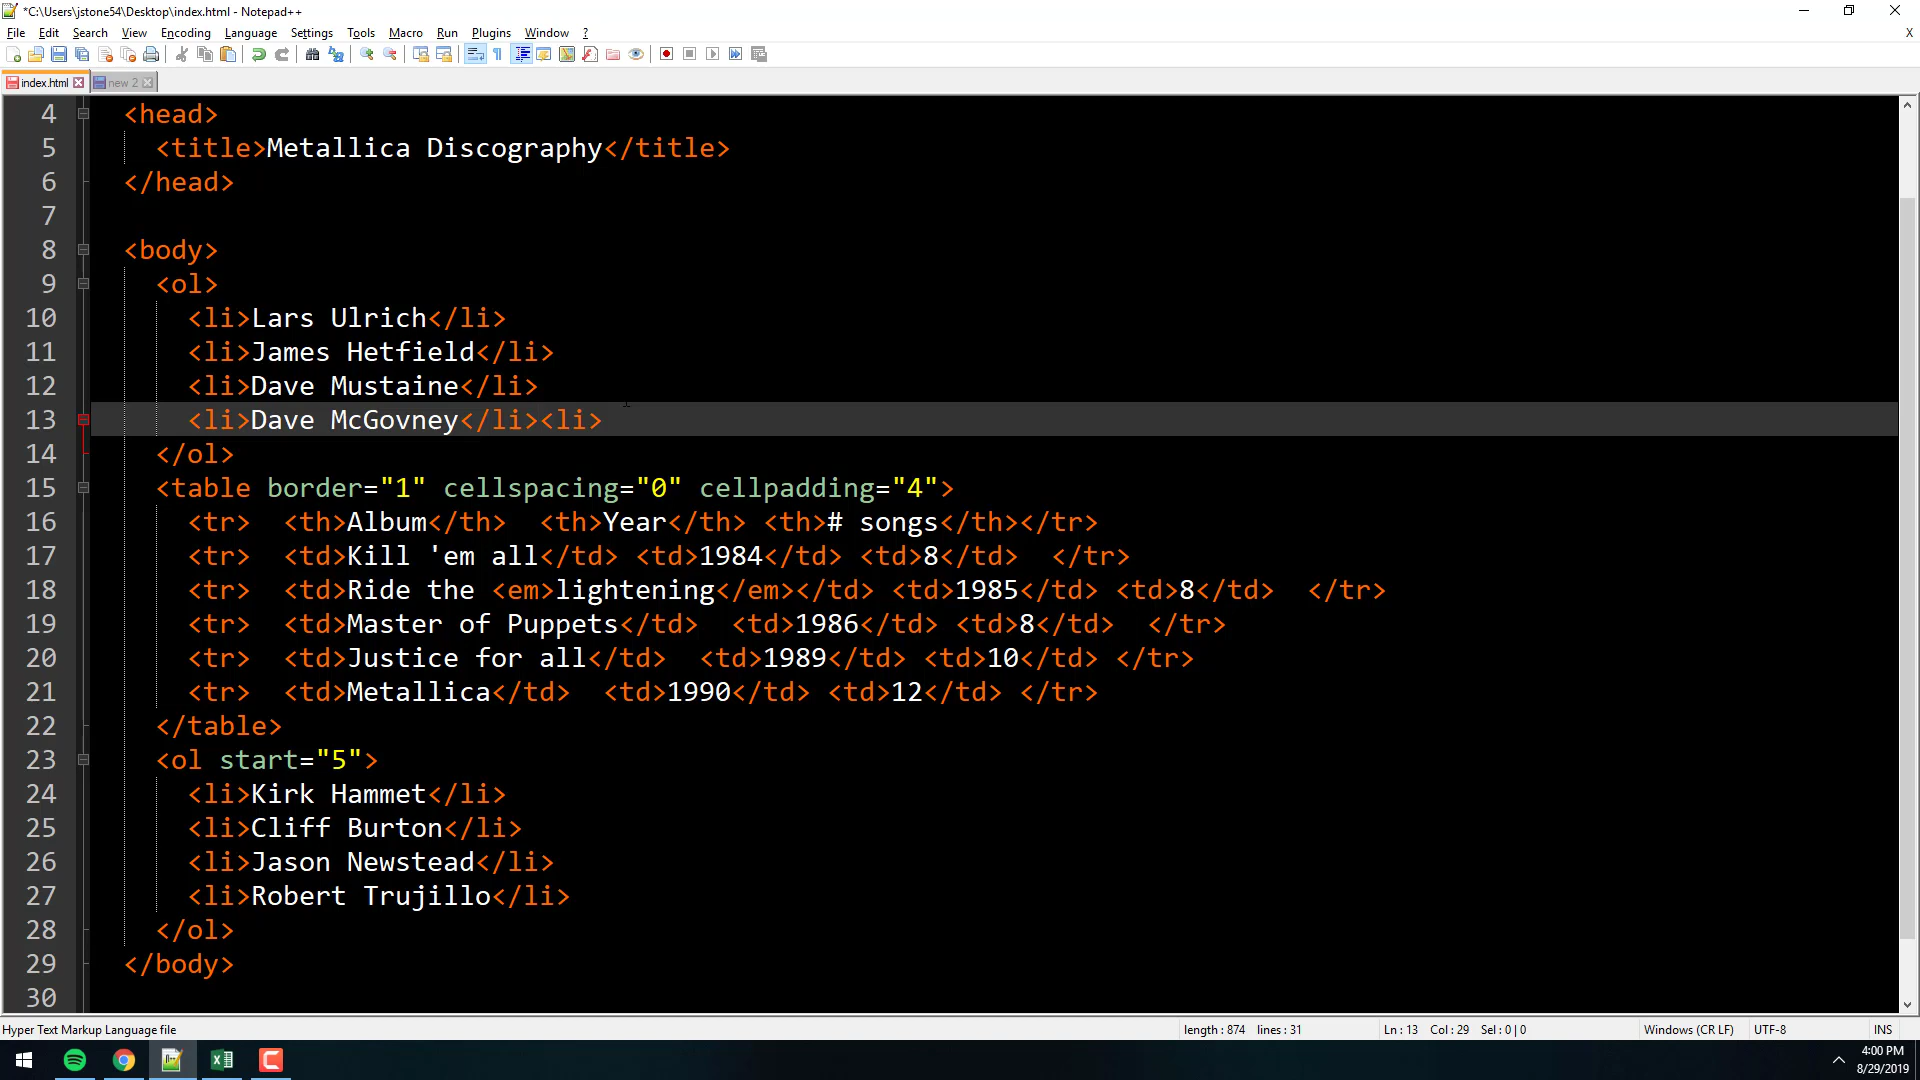 *C:\Users\jstone54\Desktop\index.html - Notepad++
File Edit Search View Encoding Language Settings Tools Macro Run Plugins Window ? X
index.html new 2
4 <head>
5 <title>Metallica Discography</title>
6 </head>
7
8 <body>
9 <ol>
10 <li>Lars Ulrich</li>
11 <li>James Hetfield</li>
12 <li>Dave Mustaine</li>
13 <li>Dave McGovney</li><li>
14 </ol>
15 <table border="1" cellspacing="0" cellpadding="4">
16 <tr> <th>Album</th> <th>Year</th> <th># songs</th></tr>
17 <tr> <td>Kill 'em all</td> <td>1984</td> <td>8</td> </tr>
18 <tr> <td>Ride the <em>lightening</em></td> <td>1985</td> <td>8</td> </tr>
19 <tr> <td>Master of Puppets</td> <td>1986</td> <td>8</td> </tr>
20 <tr> <td>Justice for all</td> <td>1989</td> <td>10</td> </tr>
21 <tr> <td>Metallica</td> <td>1990</td> <td>12</td> </tr>
22 </table>
23 <ol start="5">
24 <li>Kirk Hammet</li>
25 <li>Cliff Burton</li>
26 <li>Jason Newstead</li>
27 <li>Robert Trujillo</li>
28 </ol>
29 </body>
30
Hyper Text Markup Language file length : 874 lines : 31 Ln : 13 Col : 29 Sel : 0 | 0 Windows (CR LF) UTF-8 INS
4:00 PM
8/29/2019